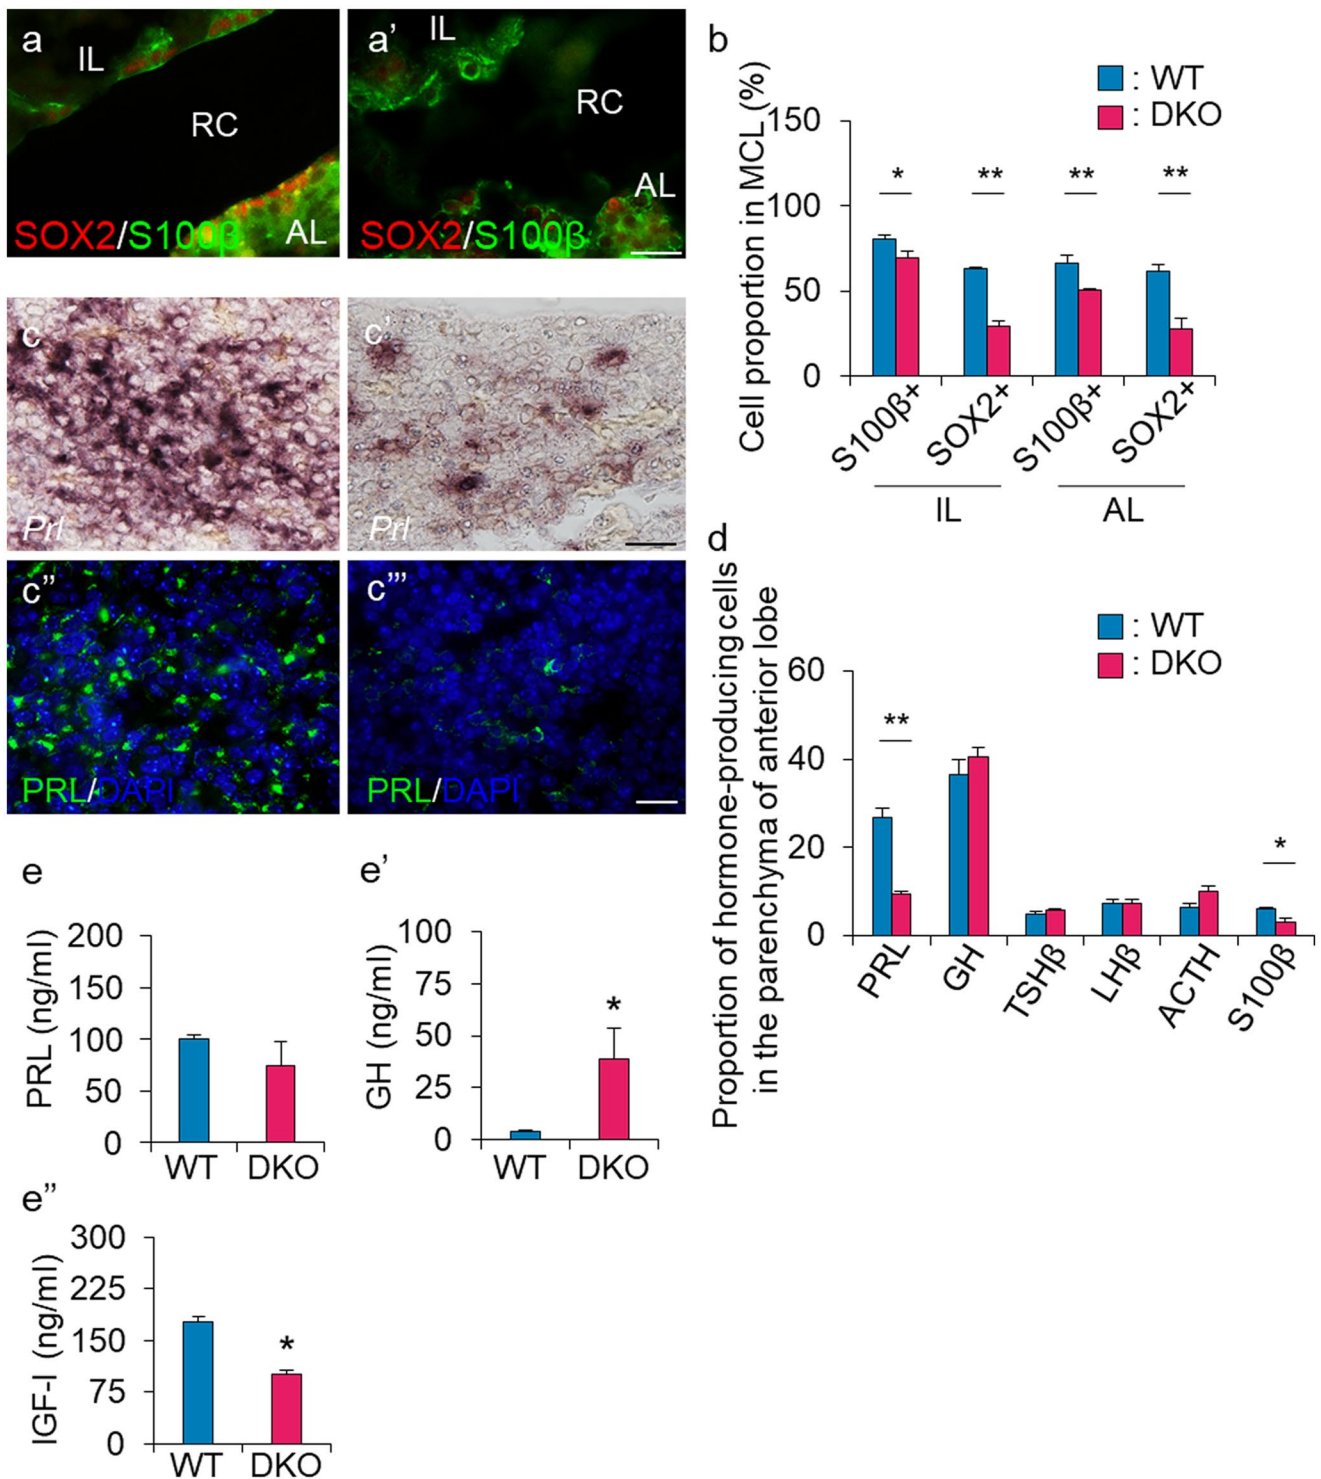 a
IL
RC
SOX2/S100β
AL
a’
IL
RC
AL
SOX2/S100β
b
: WT
: DKO
Cell proportion in MCL (%)
150
100
50
0
*
**
**
**
S100β+
SOX2+
S100β+
SOX2+
IL
AL
c
Prl
c’
Prl
c’’
PRL/DAPI
c’’’
PRL/DAPI
d
: WT
: DKO
Proportion of hormone-producing cells
in the parenchyma of anterior lobe
60
40
20
0
**
*
PRL
GH
TSHβ
LHβ
ACTH
S100β
e
PRL (ng/ml)
200
150
100
50
0
WT
DKO
e’
GH (ng/ml)
100
75
50
25
0
*
WT
DKO
e’’
IGF-I (ng/ml)
300
225
150
75
0
*
WT
DKO